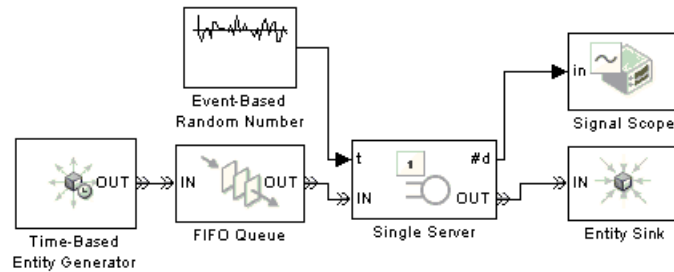 Event-Based
Random Number
in
Signal Scope
t
1
#d
OUT
IN
OUT
IN
OUT
IN
Time-Based
Entity Generator
FIFO Queue
Single Server
Entity Sink